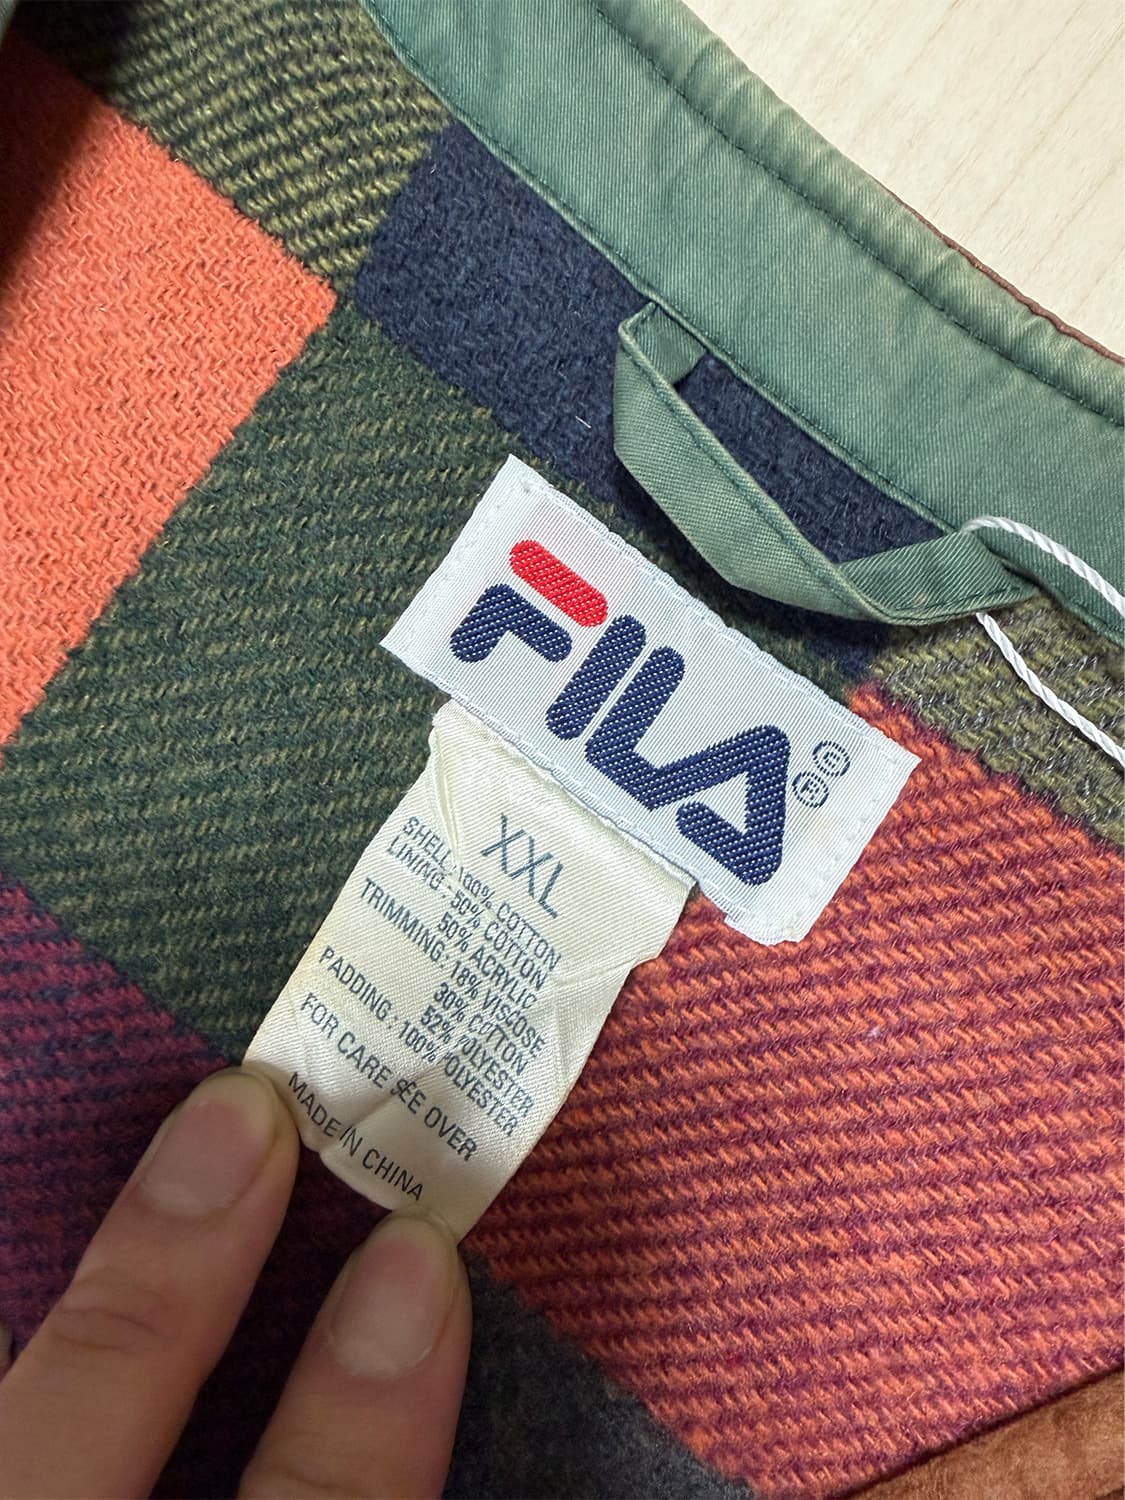 FILA
XXL
SHELL: 100% COTTON
LINING: 50% COTTON
50% ACRYLIC
TRIMMING: 18% VISCOSE
30% COTTON
52% POLYESTER
PADDING: 100% POLYESTER
FOR CARE SEE OVER
MADE IN CHINA